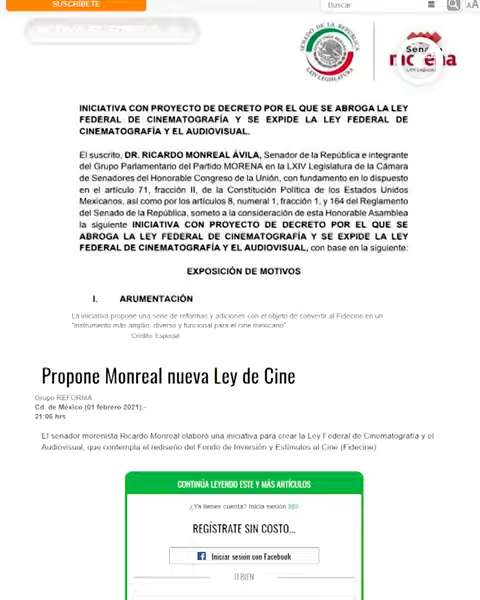 SUSCRÍBETE
Buscar
AA
SENADO DE LA REPÚBLICA
LXIV LEGISLATURA
morena
INICIATIVA CON PROYECTO DE DECRETO POR EL QUE SE ABROGA LA LEY
FEDERAL DE CINEMATOGRAFÍA Y SE EXPIDE LA LEY FEDERAL DE
CINEMATOGRAFÍA Y EL AUDIOVISUAL.
El suscrito, DR. RICARDO MONREAL ÁVILA, Senador de la República e integrante
del Grupo Parlamentario del Partido MORENA en la LXIV Legislatura de la Cámara
de Senadores del Honorable Congreso de la Unión, con fundamento en lo dispuesto
en el artículo 71, fracción II, de la Constitución Política de los Estados Unidos
Mexicanos, así como por los artículos 8, numeral 1, fracción 1, y 164 del Reglamento
del Senado de la República, someto a la consideración de esta Honorable Asamblea
la siguiente INICIATIVA CON PROYECTO DE DECRETO POR EL QUE SE
ABROGA LA LEY FEDERAL DE CINEMATOGRAFÍA Y SE EXPIDE LA LEY
FEDERAL DE CINEMATOGRAFÍA Y EL AUDIOVISUAL, con base en la siguiente:
EXPOSICIÓN DE MOTIVOS
I. ARUMENTACIÓN
La iniciativa propone una serie de reformas y adiciones con el objeto de convertir al Fidecine en un
"instrumento más amplio, diverso y funcional para el cine mexicano"
Crédito: Especial
Propone Monreal nueva Ley de Cine
Grupo REFORMA
Cd. de México (01 febrero 2021).-
21:05 hrs
El senador morenista Ricardo Monreal elaboró una iniciativa para crear la Ley Federal de Cinematografía y el
Audiovisual, que contempla el rediseño del Fondo de Inversión y Estímulos al Cine (Fidecine)
CONTINÚA LEYENDO ESTE Y MÁS ARTÍCULOS
¿Ya tienes cuenta? Inicia sesión aquí
REGÍSTRATE SIN COSTO...
Iniciar sesión con Facebook
O BIEN